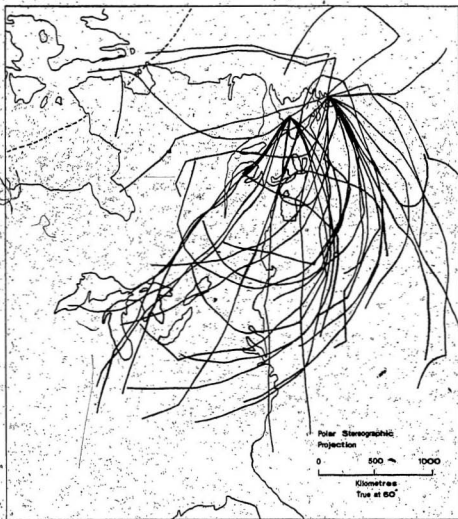 Polar Stereographic
Projection
0 500 1000
Kilometres
True at 60°